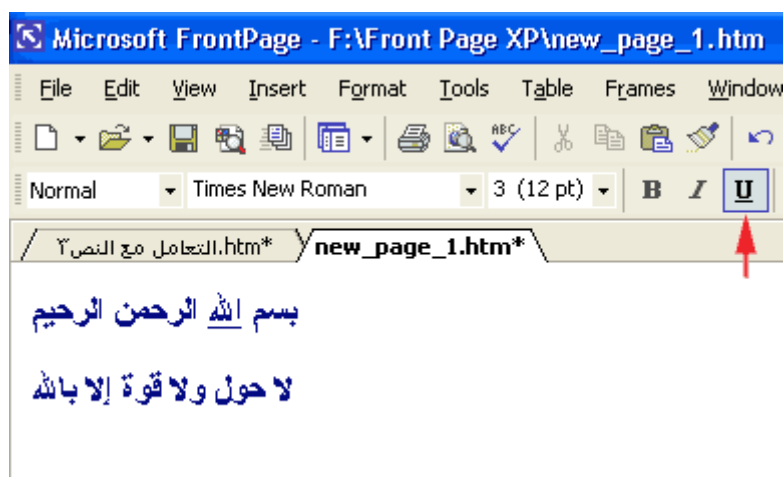 Microsoft FrontPage - F:\Front Page XP\new_page_1.htm
File Edit View Insert Format Tools Table Frames Window
ABC
Normal Times New Roman 3 (12 pt) B I U
التعامل مع النص٢.htm* new_page_1.htm*
بسم الله الرحمن الرحيم
لا حول ولا قوة إلا بالله